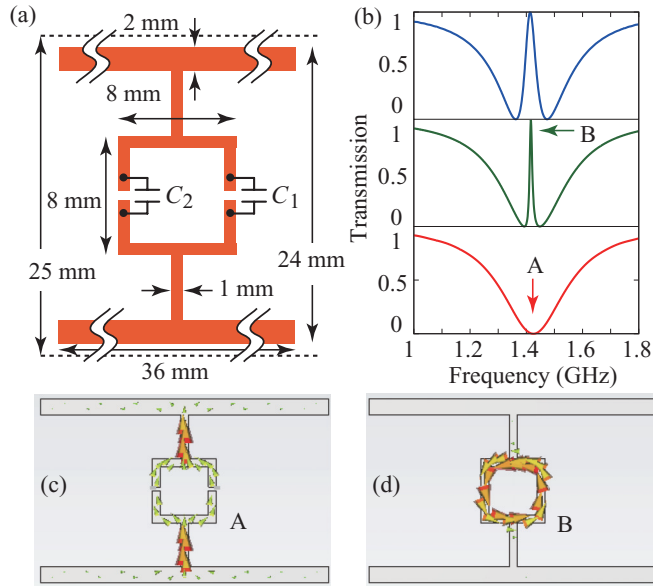 (a)
2 mm
8 mm
8 mm
C2
C1
25 mm
24 mm
1 mm
36 mm
(b)
Transmission
1
0.5
0
B
1
0.5
0
A
1
0.5
0
1 1.2 1.4 1.6 1.8
Frequency (GHz)
(c)
A
(d)
B